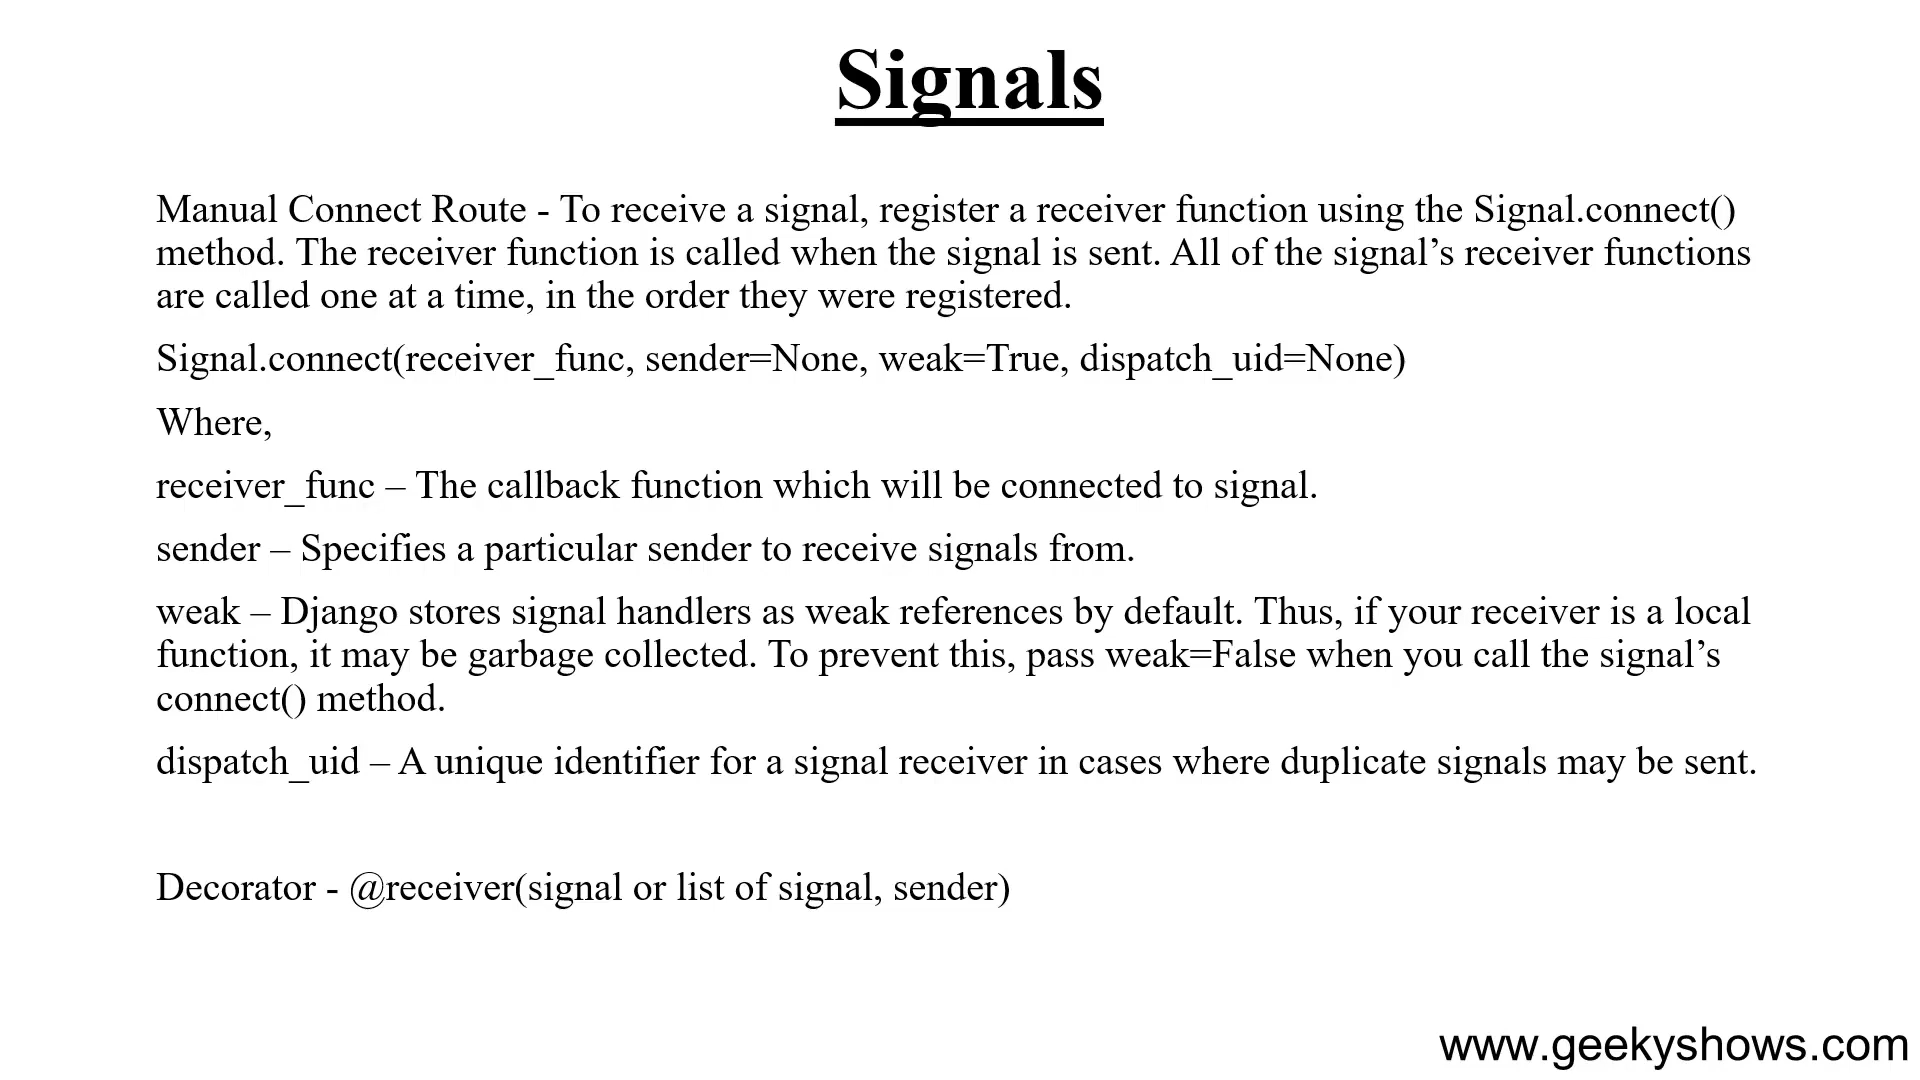 Signals
Manual Connect Route - To receive a signal, register a receiver function using the Signal.connect()
method. The receiver function is called when the signal is sent. All of the signal’s receiver functions
are called one at a time, in the order they were registered.
Signal.connect(receiver_func, sender=None, weak=True, dispatch_uid=None)
Where,
receiver_func – The callback function which will be connected to signal.
sender – Specifies a particular sender to receive signals from.
weak – Django stores signal handlers as weak references by default. Thus, if your receiver is a local
function, it may be garbage collected. To prevent this, pass weak=False when you call the signal’s
connect() method.
dispatch_uid – A unique identifier for a signal receiver in cases where duplicate signals may be sent.
Decorator - @receiver(signal or list of signal, sender)
www.geekyshows.com